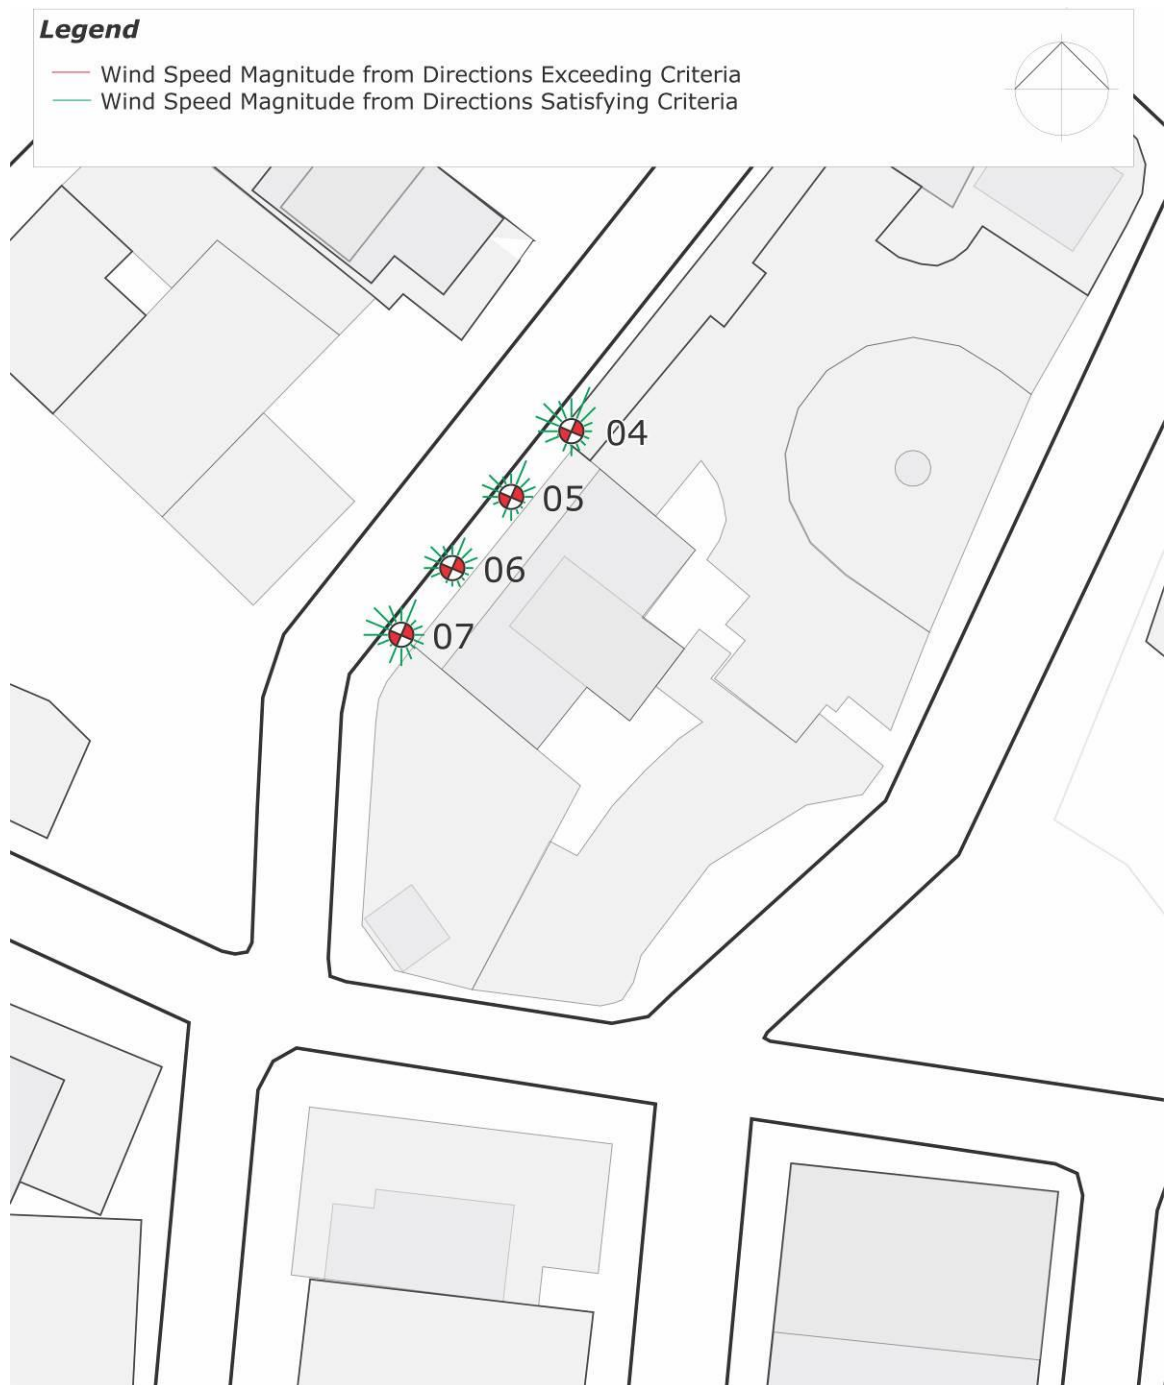 Legend
Wind Speed Magnitude from Directions Exceeding Criteria
Wind Speed Magnitude from Directions Satisfying Criteria
04
05
06
07